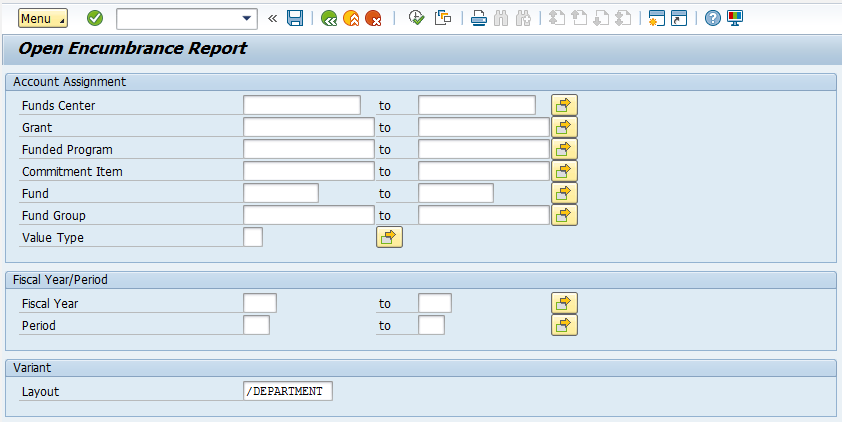 Menu
Open Encumbrance Report
Account Assignment
Funds Center to
Grant to
Funded Program to
Commitment Item to
Fund to
Fund Group to
Value Type
Fiscal Year/Period
Fiscal Year to
Period to
Variant
Layout /DEPARTMENT